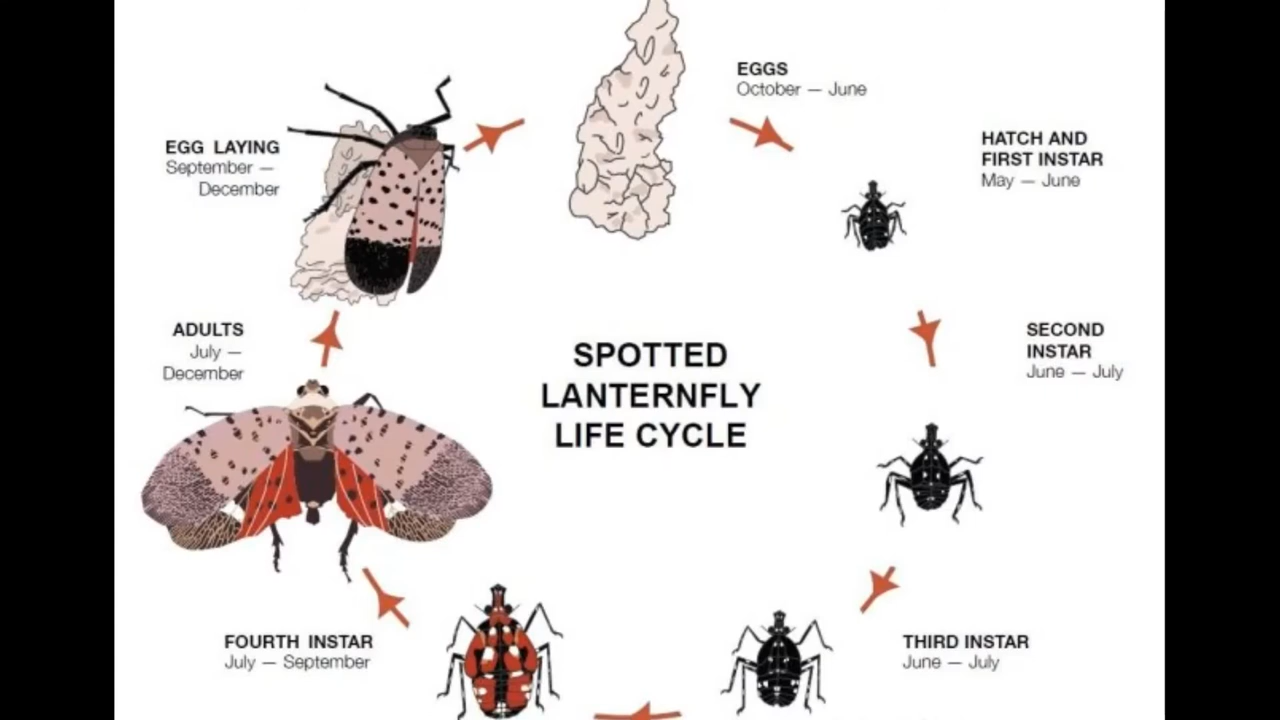 EGGS
October — June
HATCH AND
FIRST INSTAR
May — June
SECOND
INSTAR
June — July
THIRD INSTAR
June — July
FOURTH INSTAR
July — September
ADULTS
July —
December
EGG LAYING
September —
December
SPOTTED
LANTERNFLY
LIFE CYCLE